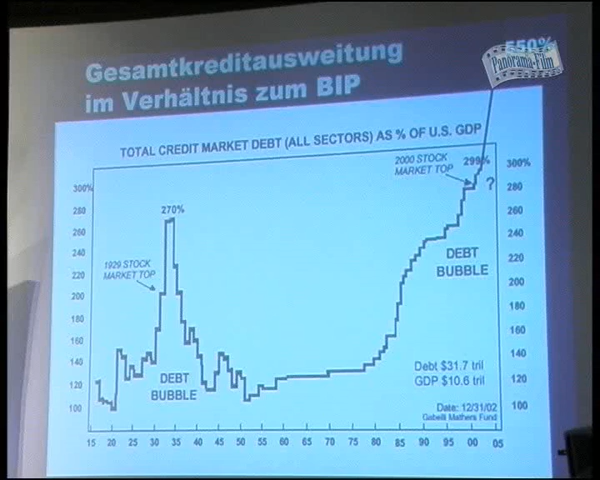 Gesamtkreditausweitung
im Verhältnis zum BIP
550%
Panorama-Film
TOTAL CREDIT MARKET DEBT (ALL SECTORS) AS % OF U.S. GDP
2000 STOCK
MARKET TOP
299%
?
270%
1929 STOCK
MARKET TOP
300%
280
260
240
220
200
180
160
140
120
100
300%
280
260
240
220
200
180
160
140
120
100
DEBT
BUBBLE
DEBT
BUBBLE
Debt $31.7 tril
GDP $10.6 tril
Date: 12/31/02
Gabelli Mathers Fund
15 20 25 30 35 40 45 50 55 60 65 70 75 80 85 90 95 00 05